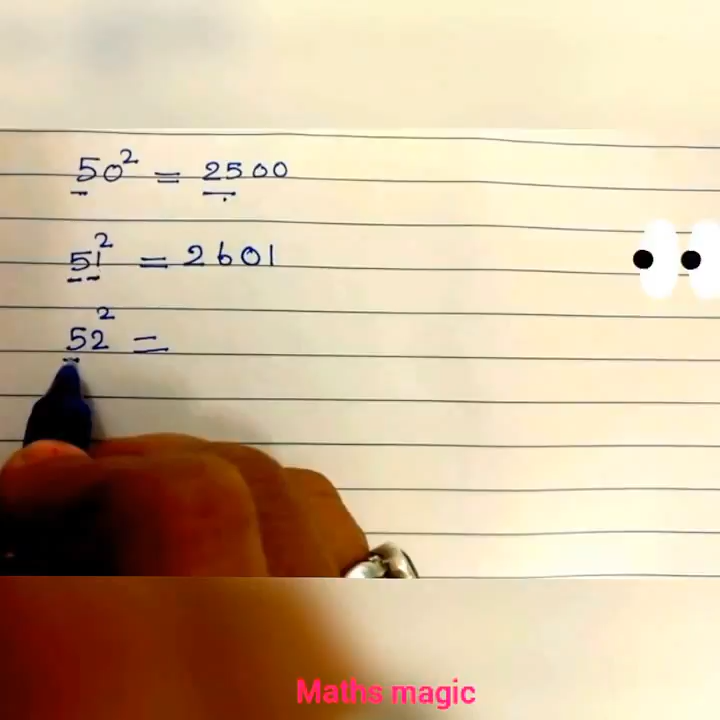 50² = 2500
51² = 2601
52² =
Maths magic